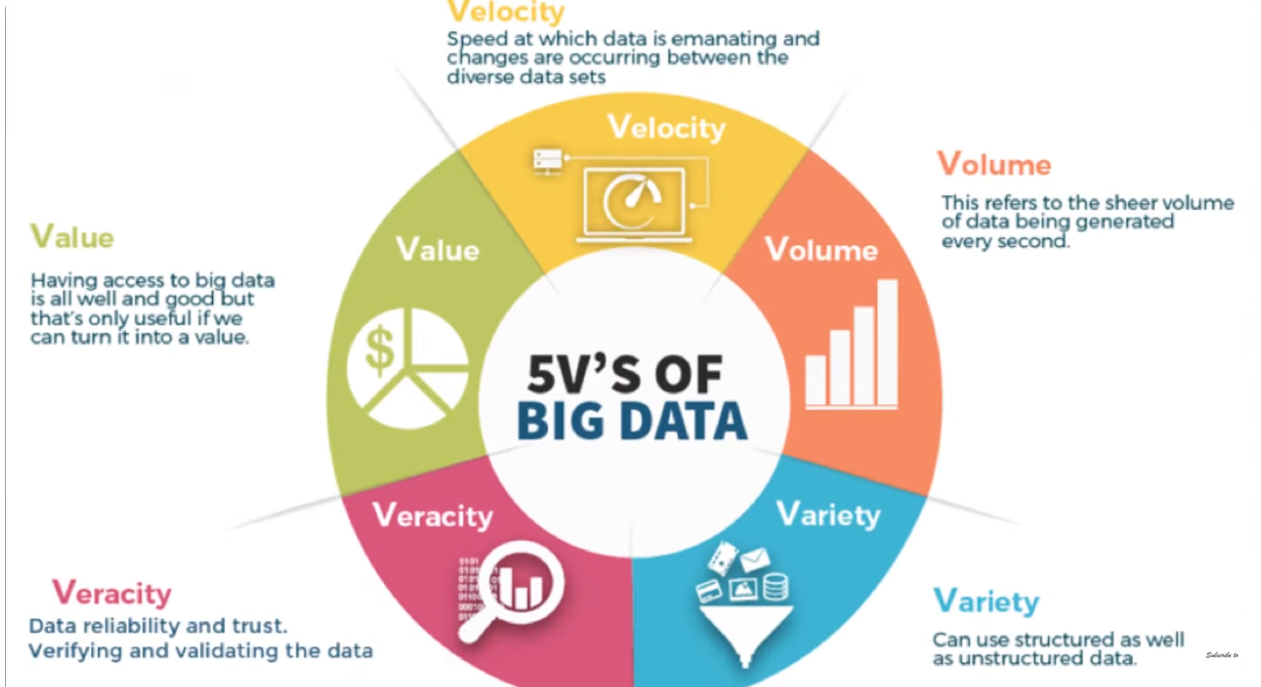 Velocity
Speed at which data is emanating and
changes are occurring between the
diverse data sets
Velocity
Volume
This refers to the sheer volume
of data being generated
every second.
Value
Having access to big data
is all well and good but
that's only useful if we
can turn it into a value.
Value
$
Volume
5V'S OF
BIG DATA
Veracity
Variety
0101
Veracity
Data reliability and trust.
Verifying and validating the data
Variety
Can use structured as well
as unstructured data.
Subscribe to